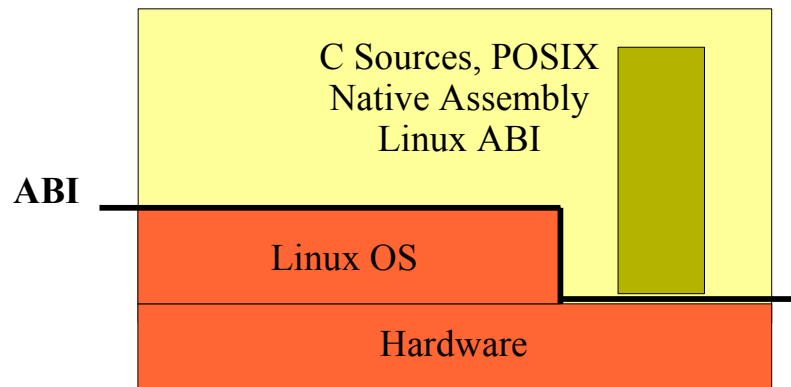 C Sources, POSIX
Native Assembly
Linux ABI
ABI
Linux OS
Hardware